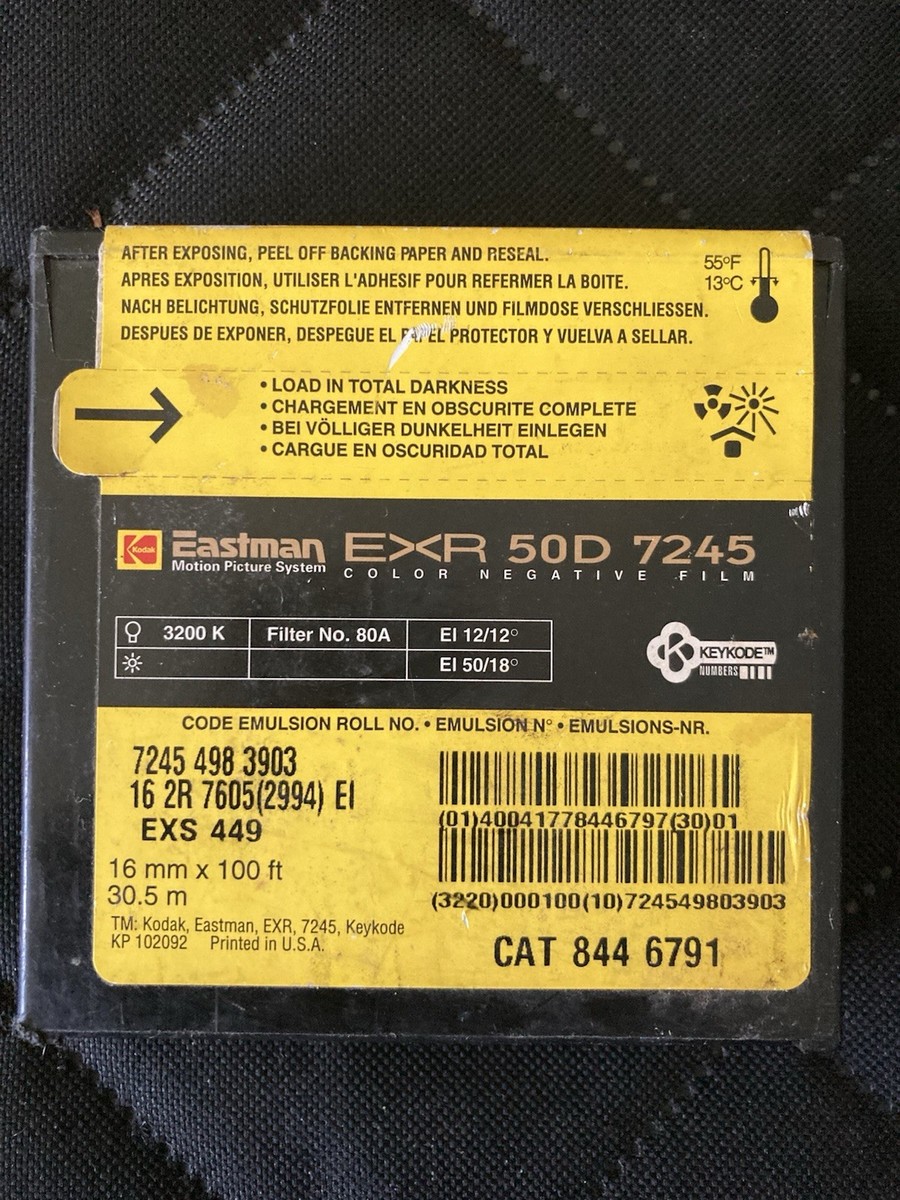 AFTER EXPOSING, PEEL OFF BACKING PAPER AND RESEAL.
APRES EXPOSITION, UTILISER L'ADHESIF POUR REFERMER LA BOITE.
NACH BELICHTUNG, SCHUTZFOLIE ENTFERNEN UND FILMDOSE VERSCHLIESSEN.
DESPUES DE EXPONER, DESPEGUE EL PAPEL PROTECTOR Y VUELVA A SELLAR.
55°F
13°C
• LOAD IN TOTAL DARKNESS
• CHARGEMENT EN OBSCURITE COMPLETE
• BEI VÖLLIGER DUNKELHEIT EINLEGEN
• CARGUE EN OSCURIDAD TOTAL
Kodak Eastman EXR 50D 7245
Motion Picture System COLOR NEGATIVE FILM
3200 K Filter No. 80A EI 12/12°
EI 50/18°
KEYKODE™
NUMBERS
CODE EMULSION ROLL NO. • EMULSION N° • EMULSIONS-NR.
7245 498 3903
16 2R 7605(2994) EI
EXS 449
16 mm x 100 ft
30.5 m
TM: Kodak, Eastman, EXR, 7245, Keykode
KP 102092 Printed in U.S.A.
(01)40041778446797(30)01
(3220)000100(10)724549803903
CAT 844 6791